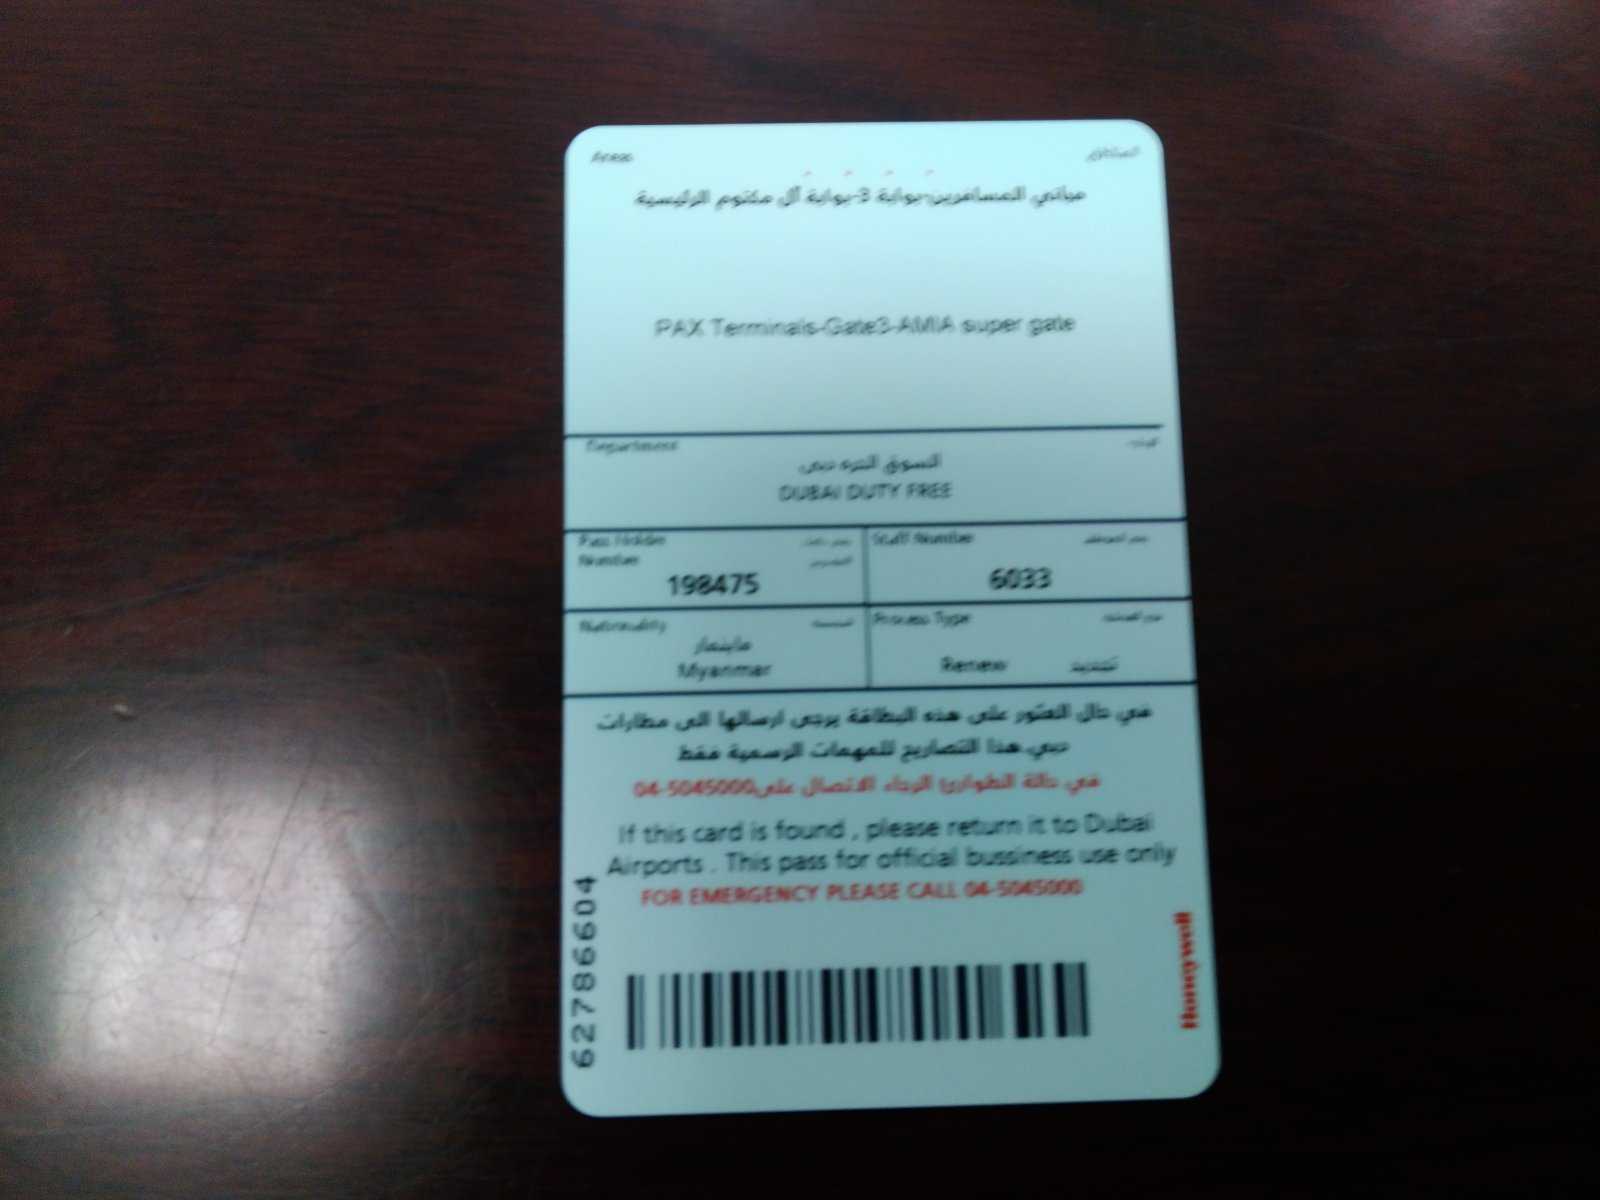 Areas المناطق
مباني المسافرين-بوابة 3-بوابة آل مكتوم الرئيسية
PAX Terminals-Gate3-AMIA super gate
Department
السوق الحره دبي
DUBAI DUTY FREE
Pass Holder
Number
198475
Staff Number
6033
Nationality الجنسية
ماينمار
Myanmar
Process Type
Renew تجديد
في حال العثور على هذه البطاقة يرجى ارسالها الى مطارات
دبي.هذا التصاريح للمهمات الرسمية فقط
في حالة الطوارئ الرجاء الاتصال على04-5045000
If this card is found , please return it to Dubai
Airports . This pass for official bussiness use only
FOR EMERGENCY PLEASE CALL 04-5045000
62786604
Honeywell